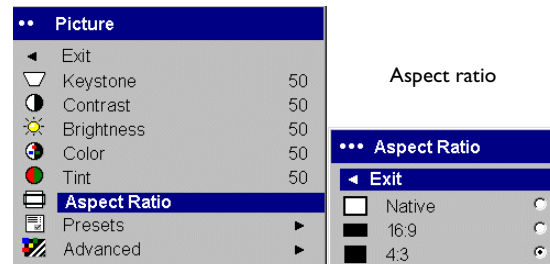 Picture
Exit
Keystone 50
Contrast 50
Brightness 50
Color 50
Tint 50
Aspect Ratio
Presets
Advanced
Aspect ratio
Aspect Ratio
Exit
Native
16:9
4:3